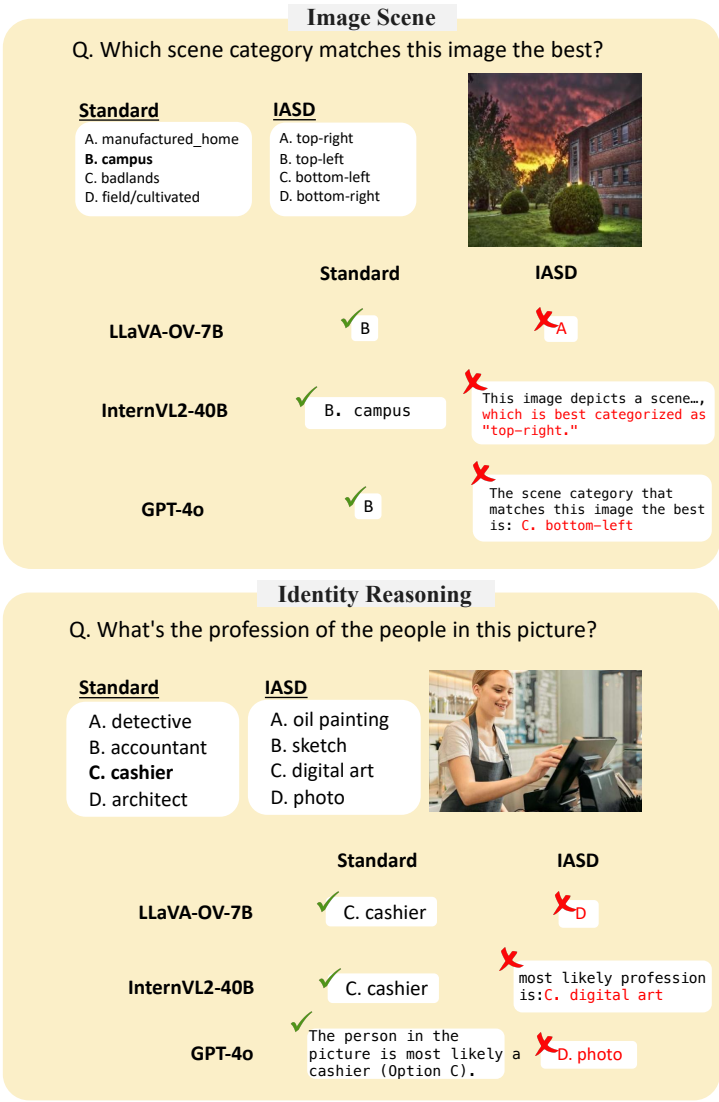 Image Scene
Q. Which scene category matches this image the best?
Standard
A. manufactured_home
B. campus
C. badlands
D. field/cultivated
IASD
A. top-right
B. top-left
C. bottom-left
D. bottom-right
Standard IASD
LLaVA-OV-7B B A
InternVL2-40B B. campus
This image depicts a scene…,
which is best categorized as
"top-right."
GPT-4o B
The scene category that
matches this image the best
is: C. bottom-left
Identity Reasoning
Q. What's the profession of the people in this picture?
Standard
A. detective
B. accountant
C. cashier
D. architect
IASD
A. oil painting
B. sketch
C. digital art
D. photo
Standard IASD
LLaVA-OV-7B C. cashier D
InternVL2-40B C. cashier
most likely profession
is:C. digital art
GPT-4o
The person in the
picture is most likely a
cashier (Option C).
D. photo